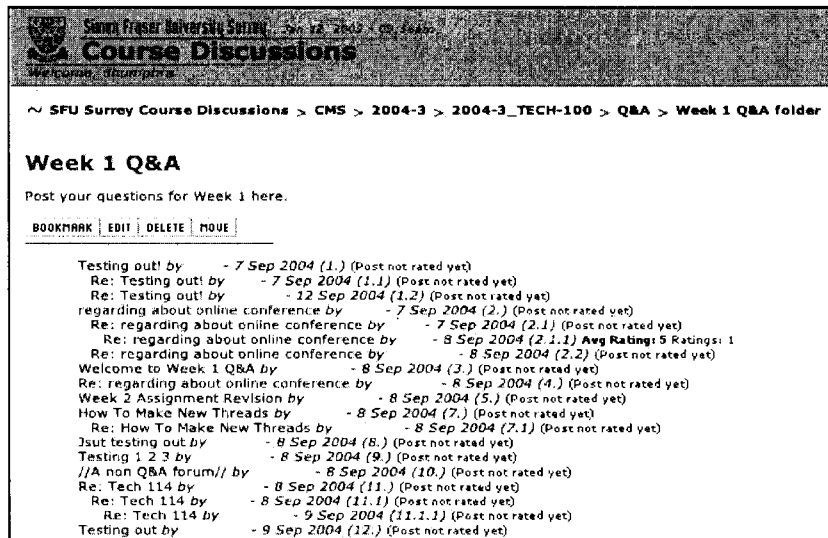 Simon Fraser University Surrey
Course Discussions
Welcome,
~ SFU Surrey Course Discussions > CMS > 2004-3 > 2004-3_TECH-100 > Q&A > Week 1 Q&A folder
Week 1 Q&A
Post your questions for Week 1 here.
BOOKMARK EDIT DELETE MOVE
Testing out! by - 7 Sep 2004 (1.) (Post not rated yet)
Re: Testing out! by - 7 Sep 2004 (1.1) (Post not rated yet)
Re: Testing out! by - 12 Sep 2004 (1.2) (Post not rated yet)
regarding about online conference by - 7 Sep 2004 (2.) (Post not rated yet)
Re: regarding about online conference by - 7 Sep 2004 (2.1) (Post not rated yet)
Re: regarding about online conference by - 8 Sep 2004 (2.1.1) Avg Rating: 5 Ratings: 1
Re: regarding about online conference by - 8 Sep 2004 (2.2) (Post not rated yet)
Welcome to Week 1 Q&A by - 8 Sep 2004 (3.) (Post not rated yet)
Re: regarding about online conference by - 8 Sep 2004 (4.) (Post not rated yet)
Week 2 Assignment Revision by - 8 Sep 2004 (5.) (Post not rated yet)
How To Make New Threads by - 8 Sep 2004 (7.) (Post not rated yet)
Re: How To Make New Threads by - 8 Sep 2004 (7.1) (Post not rated yet)
Jsut testing out by - 8 Sep 2004 (8.) (Post not rated yet)
Testing 1 2 3 by - 8 Sep 2004 (9.) (Post not rated yet)
//A non Q&A forum// by - 8 Sep 2004 (10.) (Post not rated yet)
Re: Tech 114 by - 8 Sep 2004 (11.) (Post not rated yet)
Re: Tech 114 by - 8 Sep 2004 (11.1) (Post not rated yet)
Re: Tech 114 by - 9 Sep 2004 (11.1.1) (Post not rated yet)
Testing out by - 9 Sep 2004 (12.) (Post not rated yet)